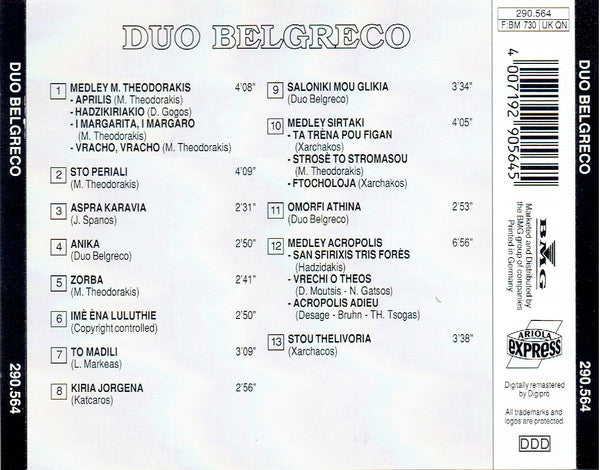 DUO BELGRECO
290.564
DUO BELGRECO
1 MEDLEY M. THEODORAKIS 4'08"
- APRILIS (M. Theodorakis)
- HADZIKIRIAKIO (D. Gogos)
- I MARGARITA, I MARGARO
(M. Theodorakis)
- VRACHO, VRACHO (M. Theodorakis)
2 STO PERIALI 4'09"
(M. Theodorakis)
3 ASPRA KARAVIA 2'31"
(J. Spanos)
4 ANIKA 2'50"
(Duo Belgreco)
5 ZORBA 2'41"
(M. Theodorakis)
6 IMÈ ÈNA LULUTHIE 2'50"
(Copyright controlled)
7 TO MADILI 3'09"
(L. Markeas)
8 KIRIA JORGENA 2'56"
(Katcaros)
9 SALONIKI MOU GLIKIA 3'34"
(Duo Belgreco)
10 MEDLEY SIRTAKI 4'05"
- TA TRÈNA POU FIGAN
(Xarchakos)
- STROSÈ TO STROMASOU
(M. Theodorakis)
- FTOCHOLOJA (Xarchakos)
11 OMORFI ATHINA 2'53"
(Duo Belgreco)
12 MEDLEY ACROPOLIS 6'56"
- SAN SFIRIXIS TRIS FORÈS
(Hadzidakis)
- VRECHI O THEOS
(D. Moutsis - N. Gatsos)
- ACROPOLIS ADIEU
(Desage - Bruhn - TH. Tsogas)
13 STOU THELIVORIA 3'38"
(Xarchacos)
290.564
F:BM 730 UK QN
4 007192 905645
BMG
Marketed and Distributed by
the BMG group of companies
Printed in Germany
ARIOLA
EXPRESS
Digitally remastered
by Digipro
All trademarks and
logos are protected.
DDD
DUO BELGRECO
290.564